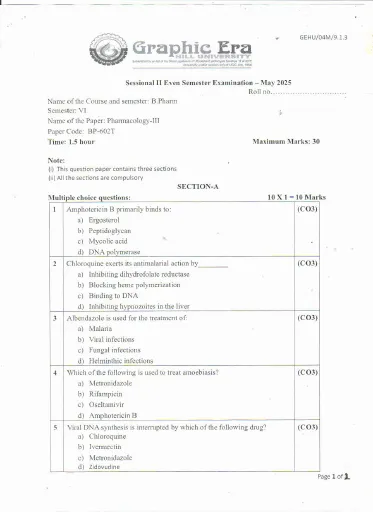 GEHU/04M/9.1.3
Graphic Era
HILL UNIVERSITY
Sessional II Even Semester Examination – May 2025
Roll no.
Name of the Course and semester: B.Pharm
Semester: VI
Name of the Paper: Pharmacology-III
Paper Code: BP-602T
Time: 1.5 hour Maximum Marks: 30
Note:
(i) This question paper contains three sections
(ii) All the sections are compulsory
SECTION-A
Multiple choice questions: 10 X 1 = 10 Marks
1 Amphotericin B primarily binds to: (CO3)
a) Ergosterol
b) Peptidoglycan
c) Mycolic acid
d) DNA polymerase
2 Chloroquine exerts its antimalarial action by________ (CO3)
a) Inhibiting dihydrofolate reductase
b) Blocking heme polymerization
c) Binding to DNA
d) Inhibiting hypnozoites in the liver
3 Albendazole is used for the treatment of: (CO3)
a) Malaria
b) Viral infections
c) Fungal infections
d) Helminthic infections
4 Which of the following is used to treat amoebiasis? (CO3)
a) Metronidazole
b) Rifampicin
c) Oseltamivir
d) Amphotericin B
5 Viral DNA synthesis is interrupted by which of the following drug? (CO3)
a) Chloroquine
b) Ivermectin
c) Metronidazole
d) Zidovudine
Page 1 of 1